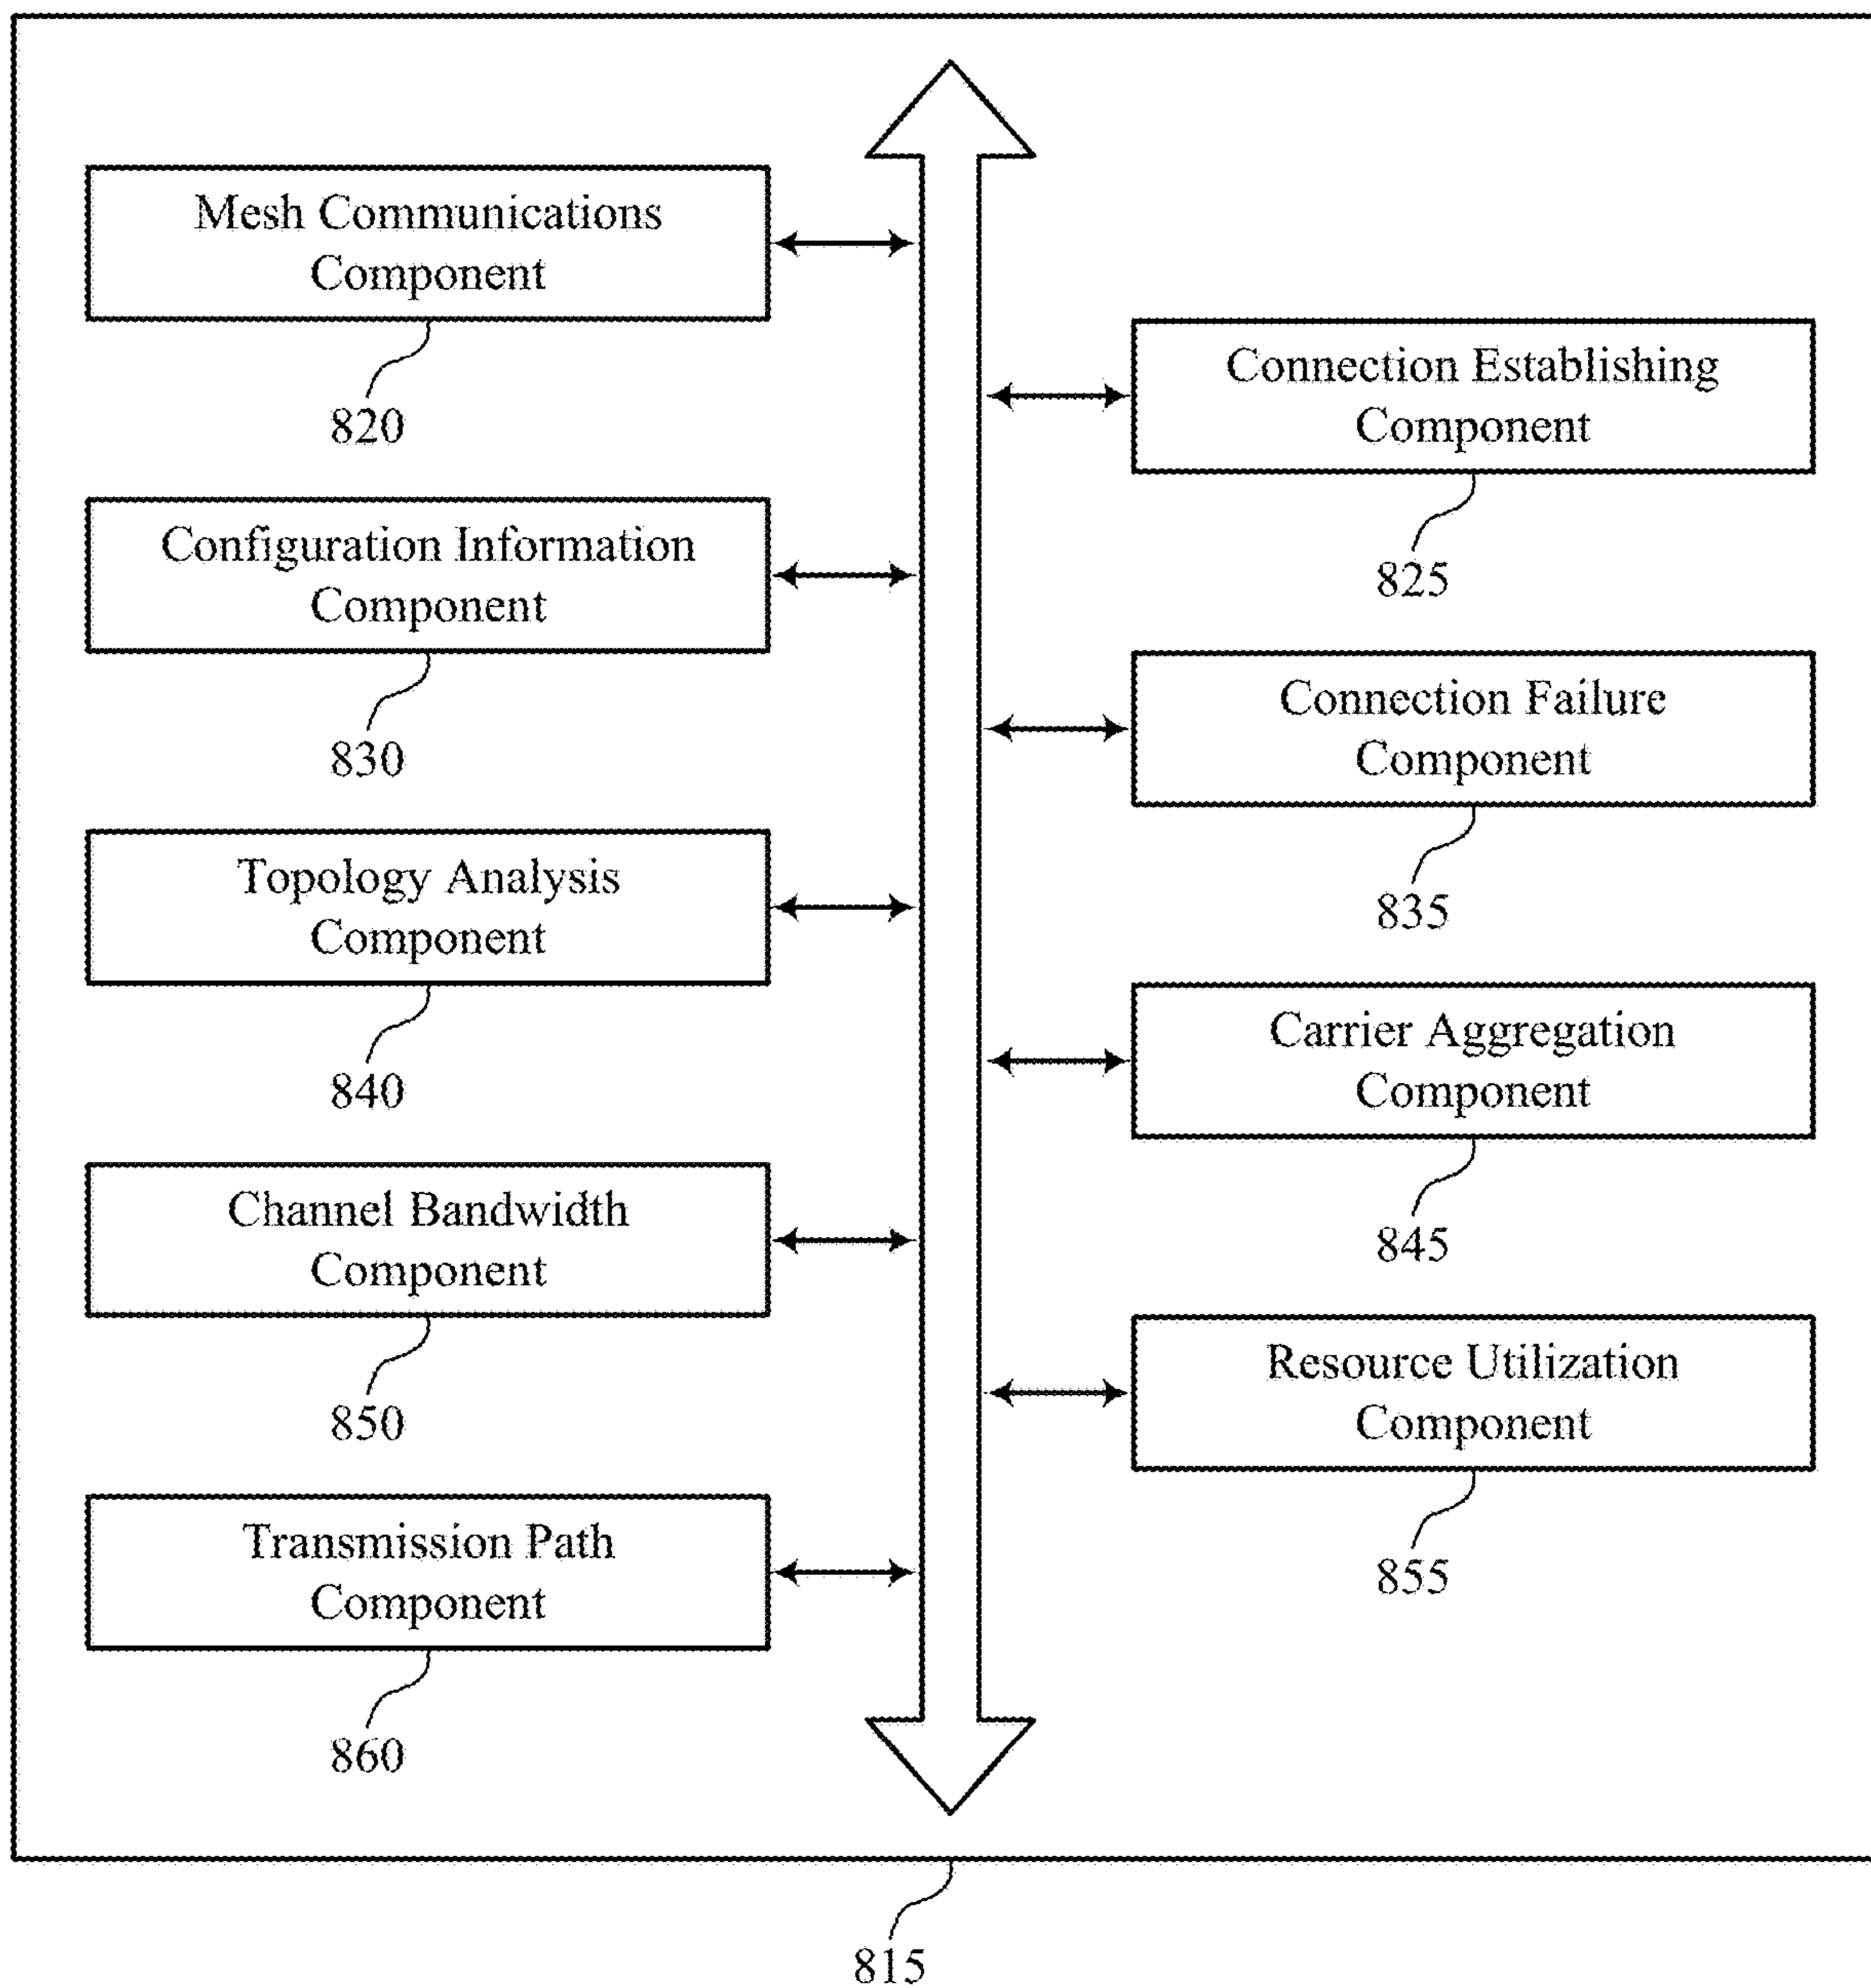 Mesh Communications
Component
820
Connection Establishing
Component
825
Configuration Information
Component
830
Connection Failure
Component
835
Topology Analysis
Component
840
Carrier Aggregation
Component
845
Channel Bandwidth
Component
850
Resource Utilization
Component
855
Transmission Path
Component
860
815